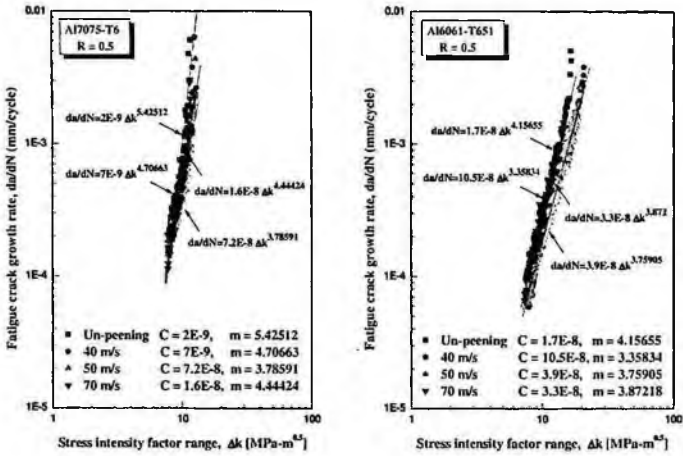 0.01
Al7075-T6
R = 0.5
da/dN=2E-9 Δk^5.42512
1E-3
da/dN=7E-9 Δk^4.70663
da/dN=1.6E-8 Δk^4.44424
da/dN=7.2E-8 Δk^3.78591
1E-4
Un-peening C = 2E-9, m = 5.42512
40 m/s C = 7E-9, m = 4.70663
50 m/s C = 7.2E-8, m = 3.78591
70 m/s C = 1.6E-8, m = 4.44424
1E-5
1 10 100
Stress intensity factor range, Δk [MPa-m^0.5]
Fatigue crack growth rate, da/dN (mm/cycle)
0.01
Al6061-T651
R = 0.5
da/dN=1.7E-8 Δk^4.15655
1E-3
da/dN=10.5E-8 Δk^3.35834
da/dN=3.3E-8 Δk^3.872
da/dN=3.9E-8 Δk^3.75905
1E-4
Un-peening C = 1.7E-8, m = 4.15655
40 m/s C = 10.5E-8, m = 3.35834
50 m/s C = 3.9E-8, m = 3.75905
70 m/s C = 3.3E-8, m = 3.87218
1E-5
1 10 100
Stress intensity factor range, Δk [MPa-m^0.5]
Fatigue crack growth rate, da/dN (mm/cycle)